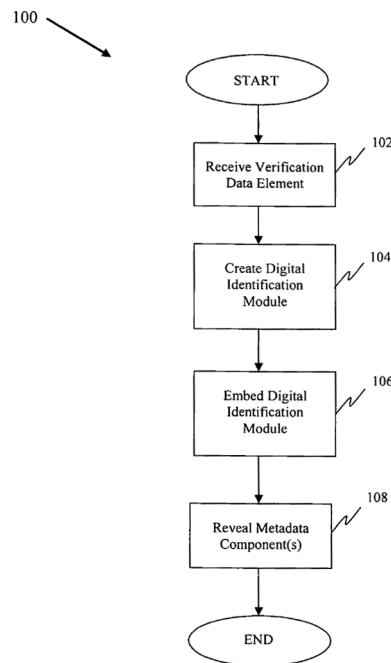 100
START
102
Receive Verification
Data Element
104
Create Digital
Identification
Module
106
Embed Digital
Identification
Module
108
Reveal Metadata
Component(s)
END